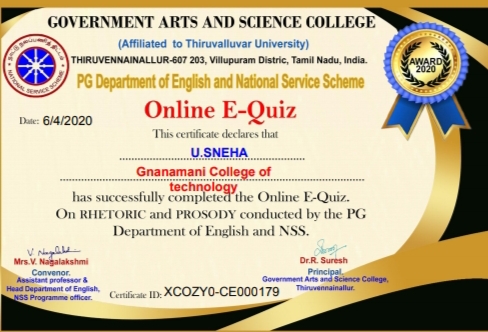 GOVERNMENT ARTS AND SCIENCE COLLEGE
(Affiliated to Thiruvalluvar University)
THIRUVENNAINALLUR-607 203, Villupuram Distric, Tamil Nadu, India.
PG Department of English and National Service Scheme
NATIONAL SERVICE SCHEME
AWARD
2020
Online E-Quiz
Date: 6/4/2020
This certificate declares that
U.SNEHA
Gnanamani College of
technology
has successfully completed the Online E-Quiz.
On RHETORIC and PROSODY conducted by the PG
Department of English and NSS.
V. Nagalakshmi
Mrs.V. Nagalakshmi
Convenor.
Assistant professor &
Head Department of English,
NSS Programme officer.
Certificate ID: XCOZY0-CE000179
Dr.R. Suresh
Principal,
Government Arts and Science College,
Thiruvennainallur.